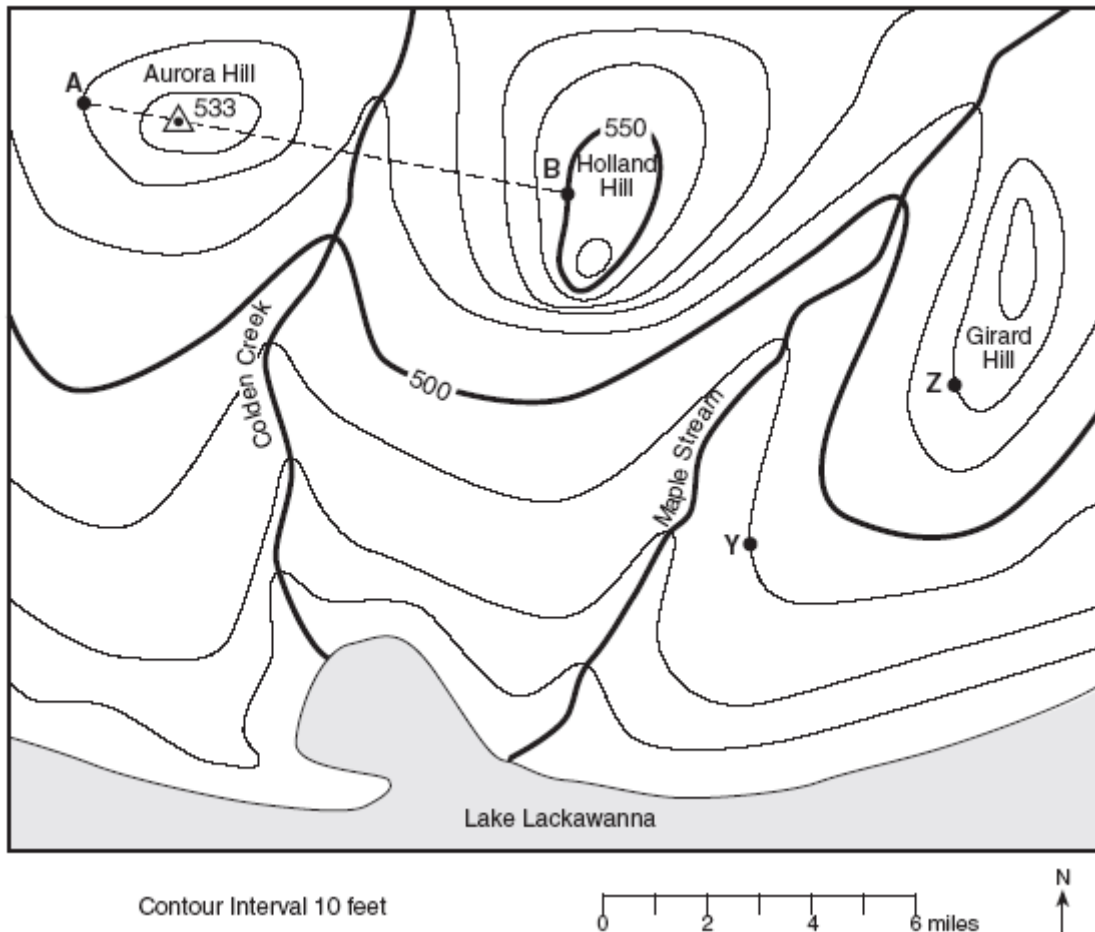 A
Aurora Hill
533
550
B
Holland
Hill
500
Colden Creek
Maple Stream
Girard
Hill
Z
Y
Lake Lackawanna
Contour Interval 10 feet
0 2 4 6 miles
N